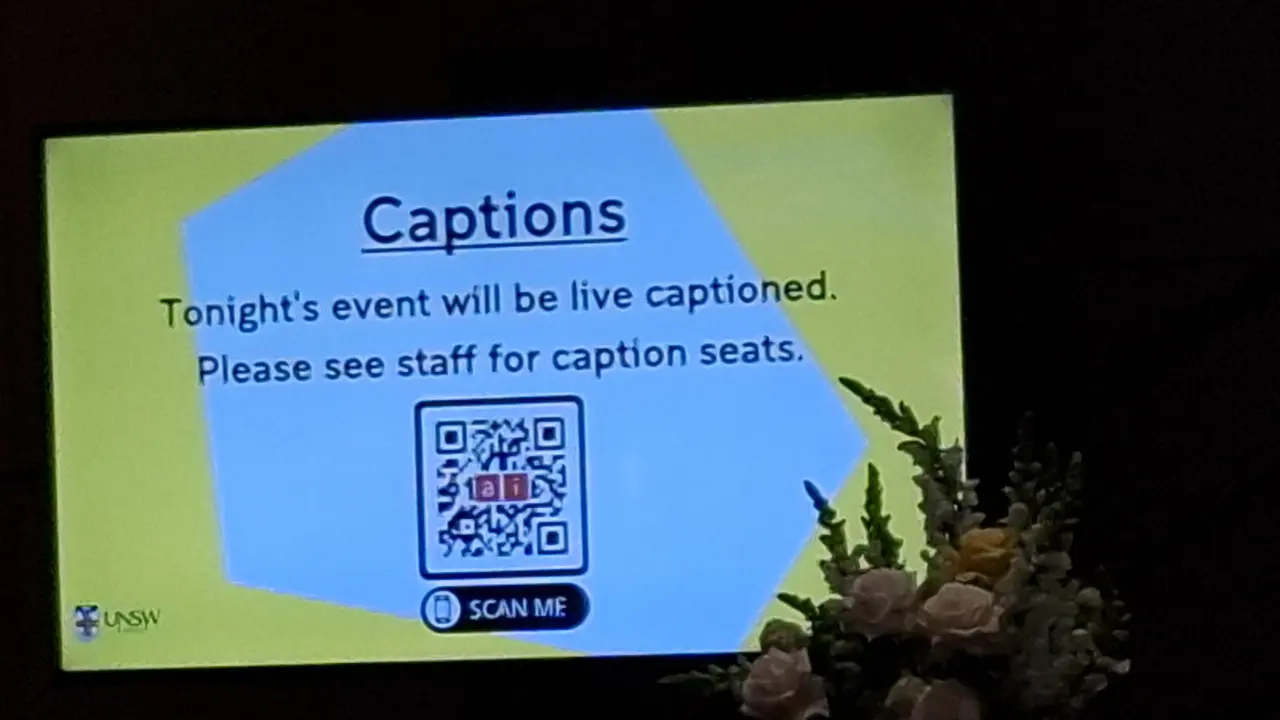 Captions
Tonight's event will be live captioned.
Please see staff for caption seats.
ai
SCAN ME
UNSW